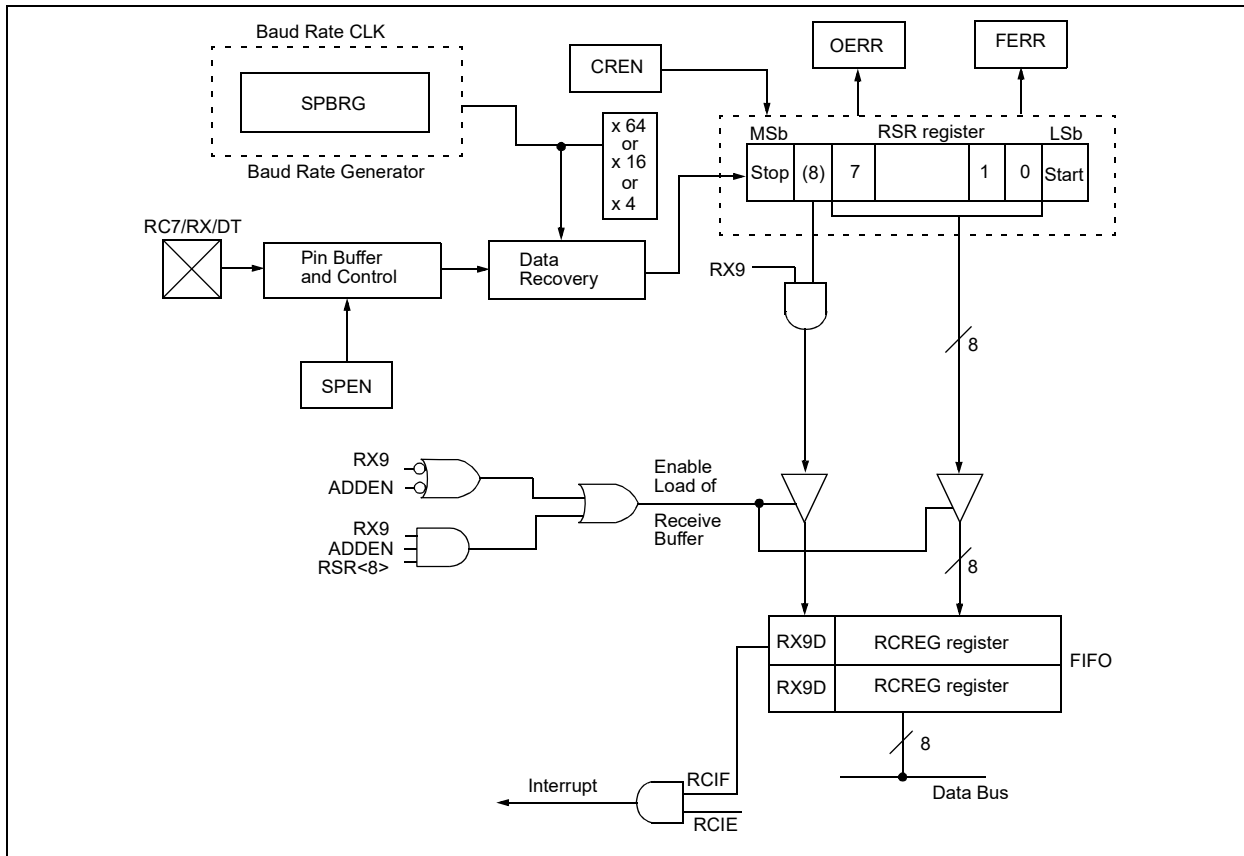 Baud Rate CLK
SPBRG
Baud Rate Generator
CREN
OERR
FERR
x 64
or
x 16
or
x 4
MSb
RSR register
LSb
Stop
(8)
7
1
0
Start
RC7/RX/DT
Pin Buffer
and Control
Data
Recovery
SPEN
RX9
8
RX9
ADDEN
RX9
ADDEN
RSR<8>
Enable
Load of
Receive
Buffer
8
RX9D
RCREG register
RX9D
RCREG register
FIFO
8
Data Bus
Interrupt
RCIF
RCIE